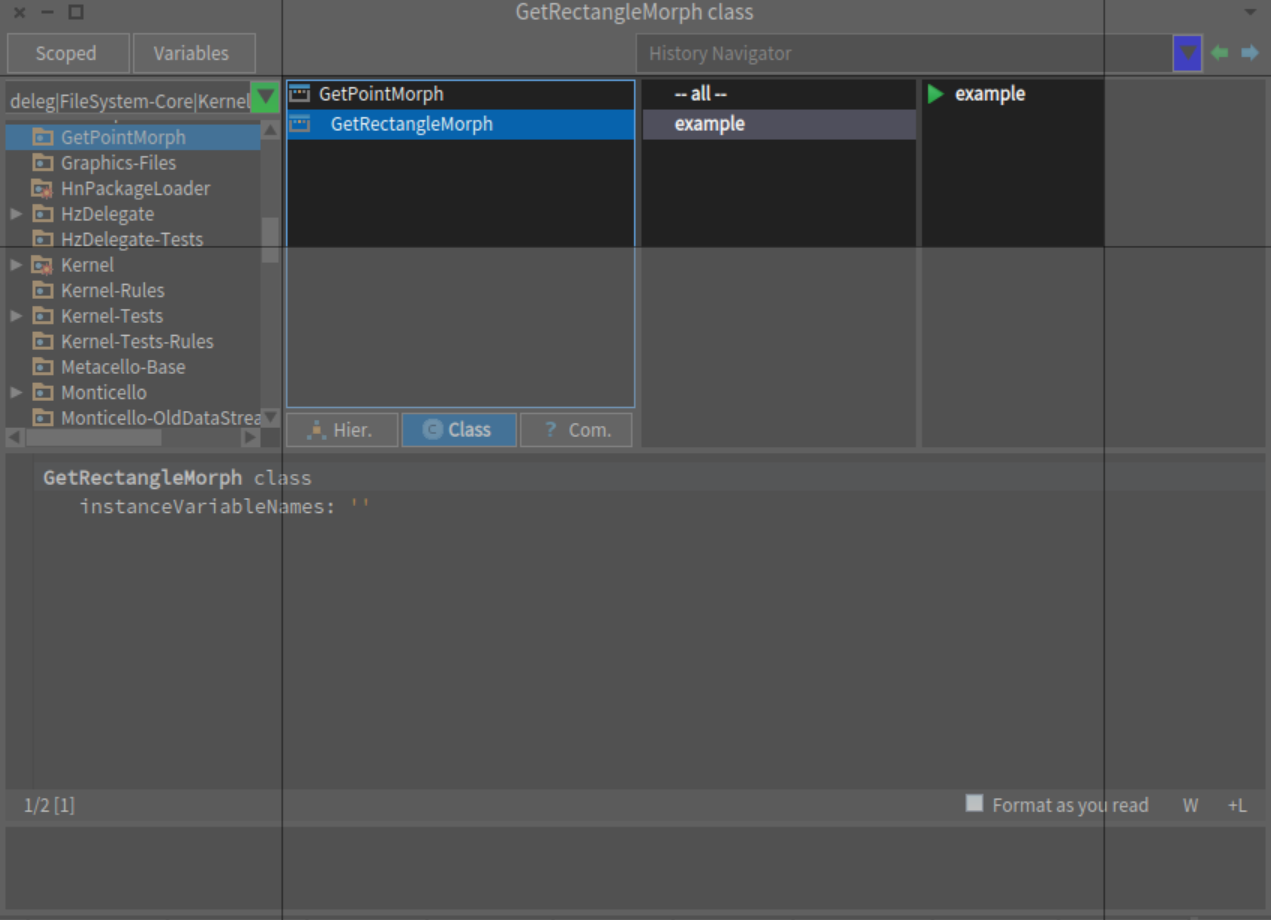 GetRectangleMorph class
Scoped
Variables
History Navigator
deleg|FileSystem-Core|Kernel
GetPointMorph
Graphics-Files
HnPackageLoader
HzDelegate
HzDelegate-Tests
Kernel
Kernel-Rules
Kernel-Tests
Kernel-Tests-Rules
Metacello-Base
Monticello
Monticello-OldDataStrea
GetPointMorph
GetRectangleMorph
Hier.
Class
? Com.
-- all --
example
example
GetRectangleMorph class
instanceVariableNames: ''
1/2 [1]
Format as you read
W
+L